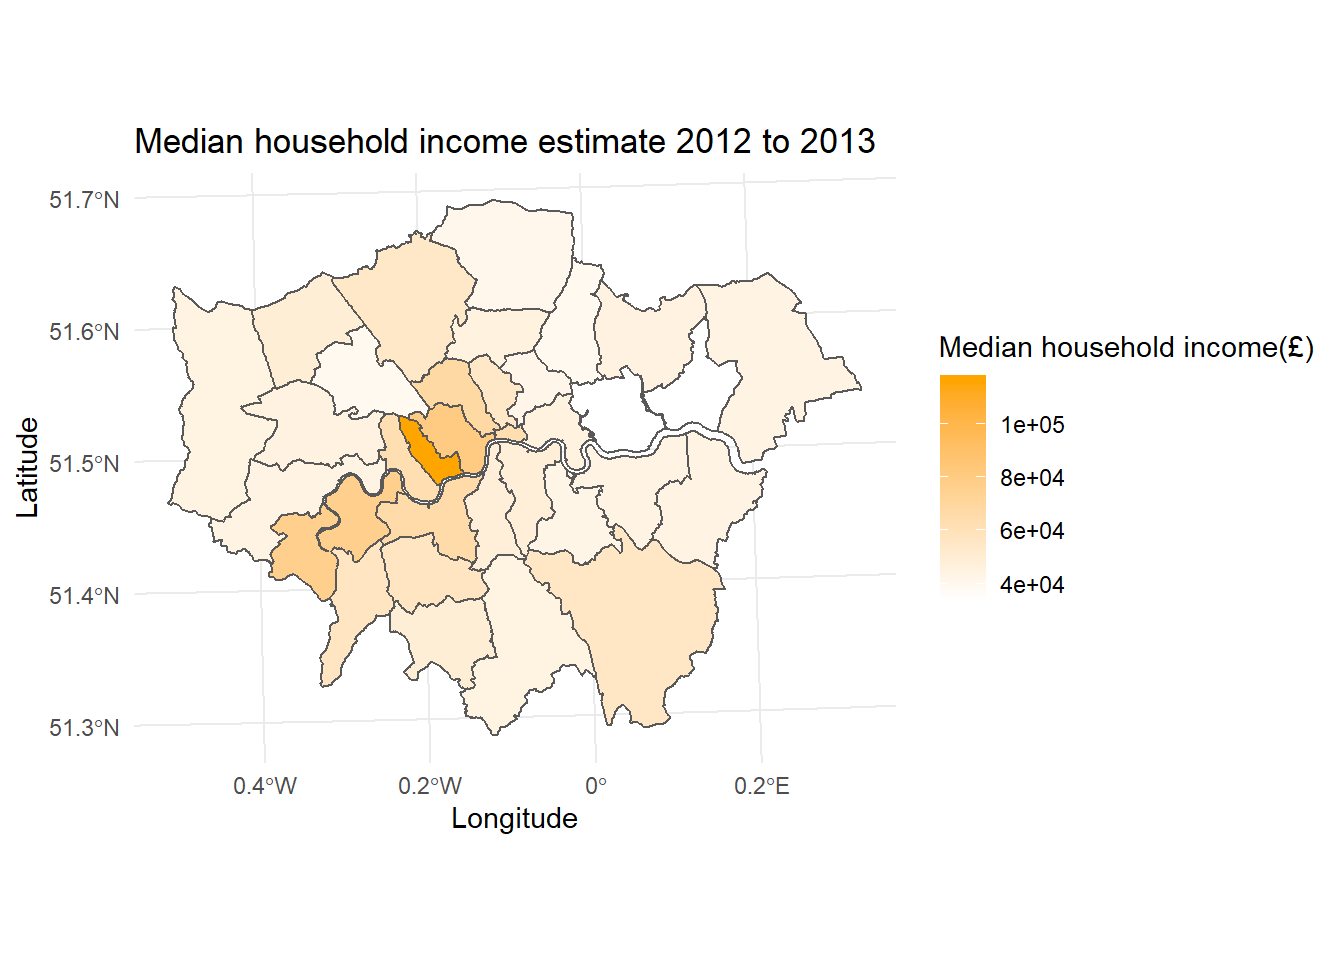 Median household income estimate 2012 to 2013
51.7°N
51.6°N
51.5°N
51.4°N
51.3°N
Latitude
0.4°W
0.2°W
0°
0.2°E
Longitude
Median household income(£)
1e+05
8e+04
6e+04
4e+04